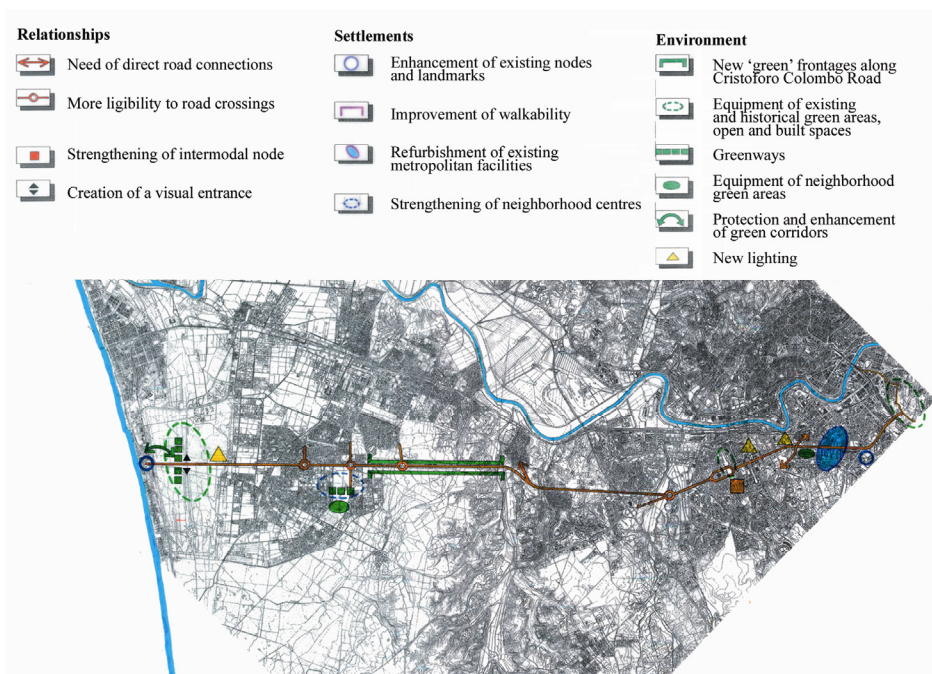 Relationships
Need of direct road connections
More ligibility to road crossings
Strengthening of intermodal node
Creation of a visual entrance
Settlements
Enhancement of existing nodes
and landmarks
Improvement of walkability
Refurbishment of existing
metropolitan facilities
Strengthening of neighborhood centres
Environment
New ‘green’ frontages along
Cristoforo Colombo Road
Equipment of existing
and historical green areas,
open and built spaces
Greenways
Equipment of neighborhood
green areas
Protection and enhancement
of green corridors
New lighting